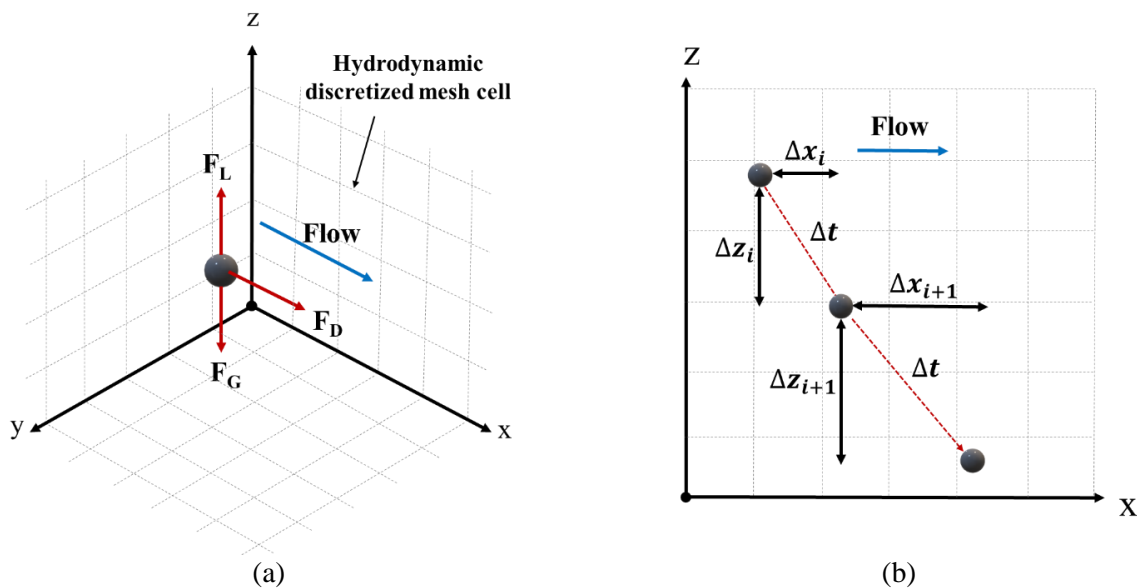 z
Hydrodynamic
discretized mesh cell
F_L
Flow
F_D
F_G
y
x
(a)
Z
Flow
Δx_i
Δt
Δz_i
Δx_{i+1}
Δt
Δz_{i+1}
X
(b)